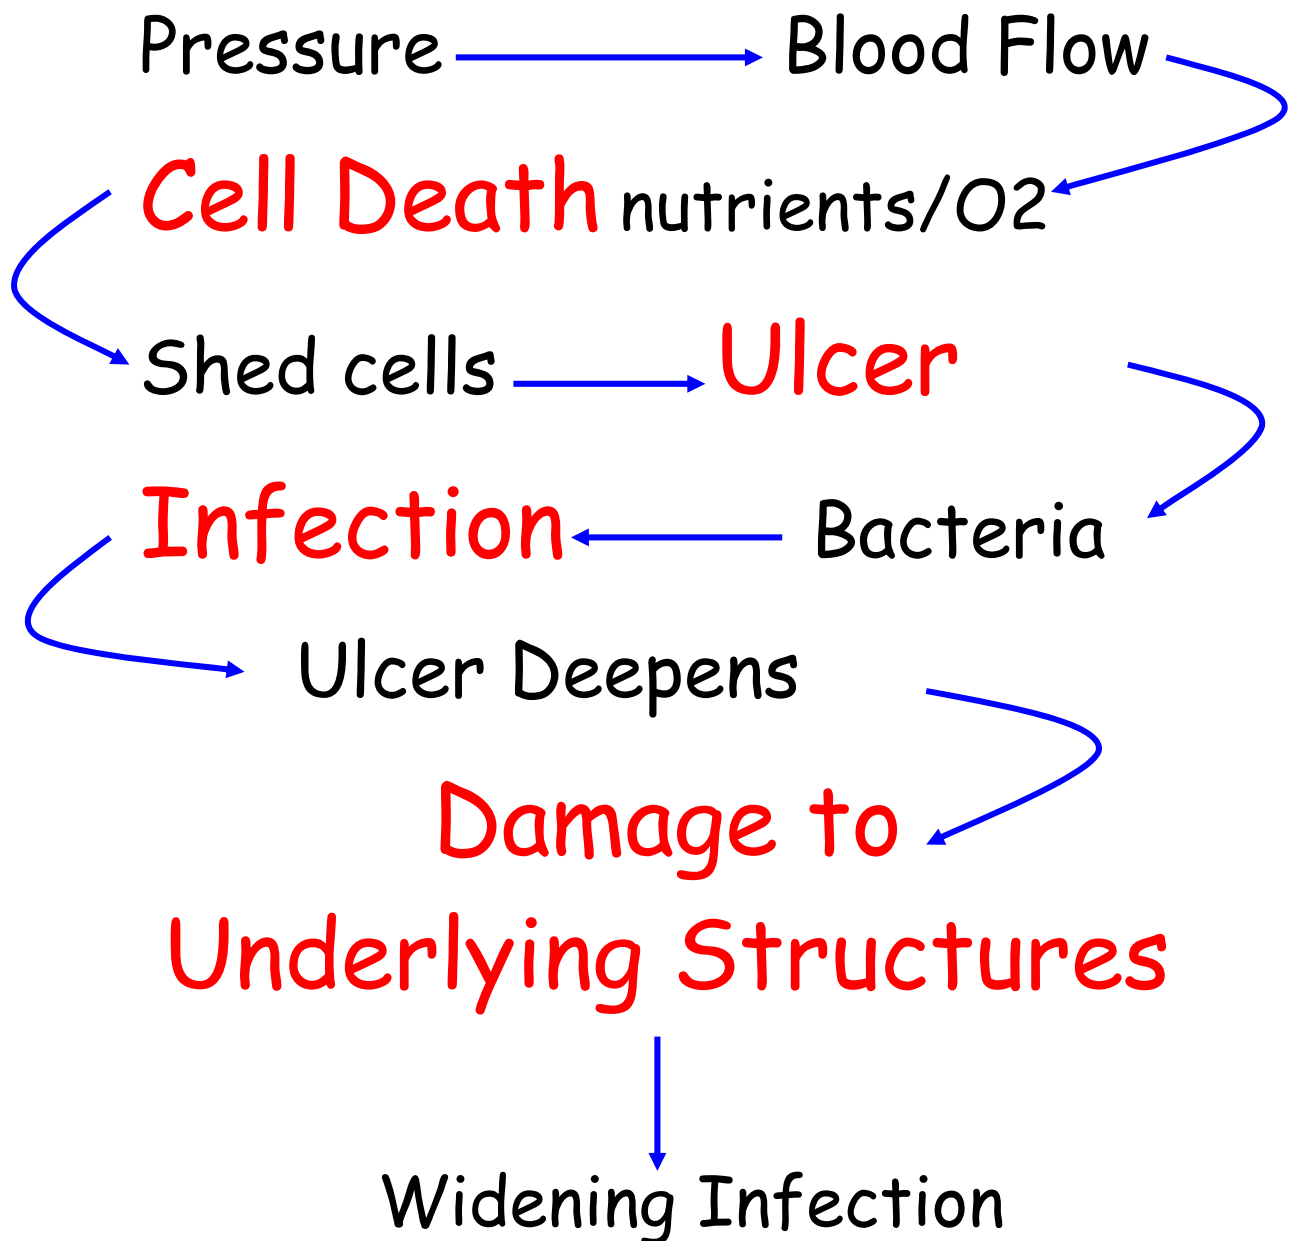 Pressure Blood Flow
Cell Death nutrients/O2
Shed cells Ulcer
Infection Bacteria
Ulcer Deepens
Damage to
Underlying Structures
Widening Infection